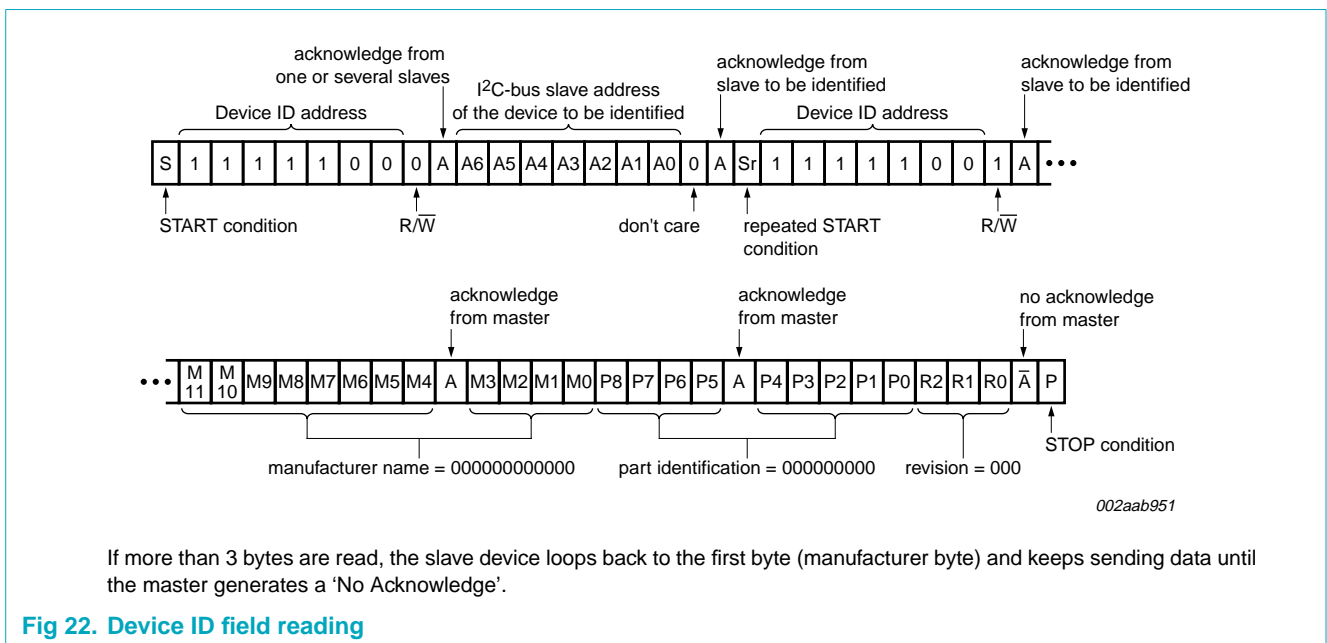 acknowledge from
one or several slaves
I²C-bus slave address
of the device to be identified
acknowledge from
slave to be identified
acknowledge from
slave to be identified
Device ID address
Device ID address
S 1 1 1 1 1 0 0 0 A A6 A5 A4 A3 A2 A1 A0 0 A Sr 1 1 1 1 1 0 0 1 A •••
START condition
R/W̅
don't care
repeated START
condition
R/W̅
acknowledge
from master
acknowledge
from master
no acknowledge
from master
••• M11 M10 M9 M8 M7 M6 M5 M4 A M3 M2 M1 M0 P8 P7 P6 P5 A P4 P3 P2 P1 P0 R2 R1 R0 A̅ P
STOP condition
manufacturer name = 000000000000
part identification = 000000000
revision = 000
002aab951
If more than 3 bytes are read, the slave device loops back to the first byte (manufacturer byte) and keeps sending data until
the master generates a ‘No Acknowledge’.
Fig 22. Device ID field reading